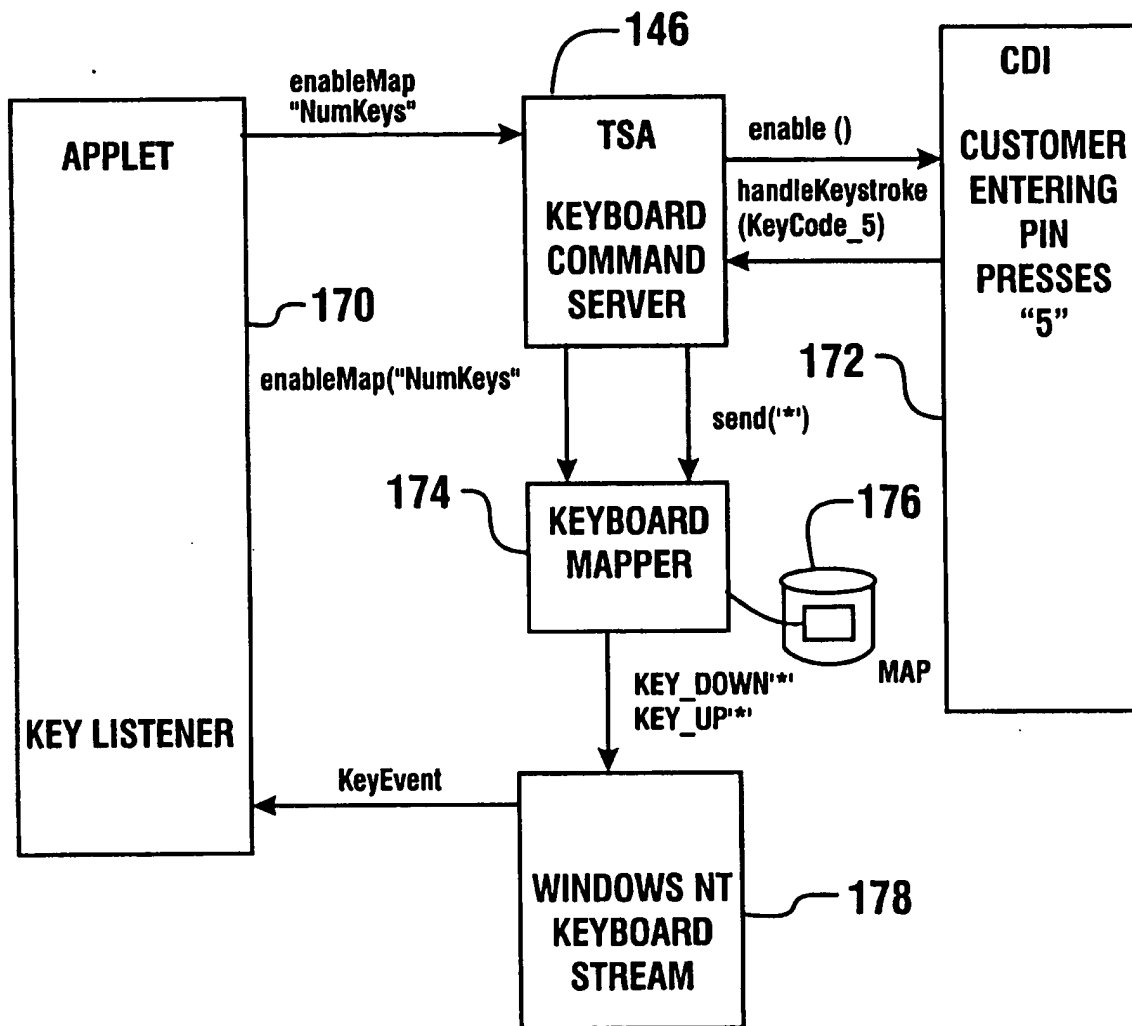 146
enableMap
"NumKeys"
APPLET
TSA
KEYBOARD
COMMAND
SERVER
enable ()
handleKeystroke
(KeyCode_5)
CDI
CUSTOMER
ENTERING
PIN
PRESSES
“5”
170
172
enableMap("NumKeys"
send('*')
174
KEYBOARD
MAPPER
176
MAP
KEY_DOWN'*'
KEY_UP'*'
KEY LISTENER
KeyEvent
WINDOWS NT
KEYBOARD
STREAM
178